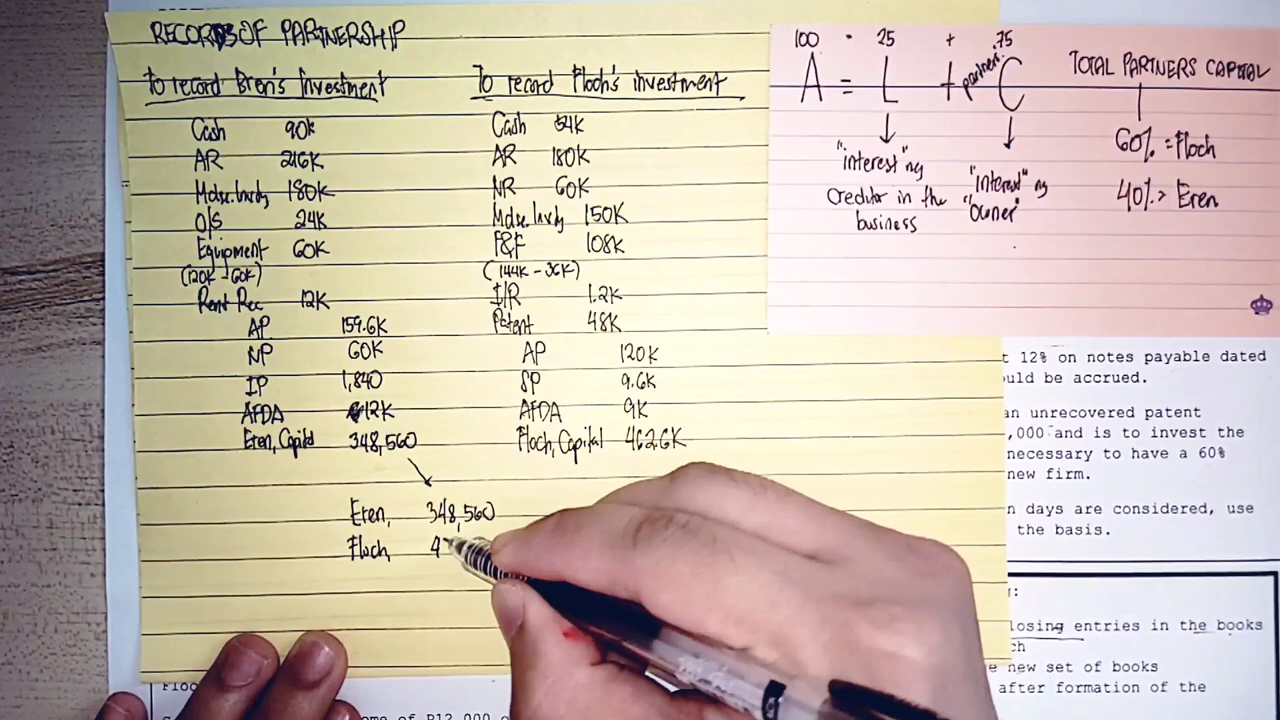 RECORDS OF PARTNERSHIP
To record Eren's Investment
Cash 90K
AR 216K
Mdse. Invty 180K
O/S 24K
Equipment 60K
(120K - 60K)
Rent Rec 12K
AP 159.6K
NP 60K
IP 1,840
AFDA 12K
Eren, Capital 348,560
To record Floch's investment
Cash 54K
AR 180K
NR 60K
Mdse. Invty 150K
F&F 108K
(144K - 36K)
I/R 1.2K
Patent 48K
AP 120K
SP 9.6K
AFDA 9K
Floch, Capital 462.6K
Eren, 348,560
Floch, 4
100 = 25 + 75
A = L + partners' C
"interest" ng
creditor in the
business
"interest" ng
"owner"
TOTAL PARTNERS CAPITAL
60% = Floch
40% = Eren
t 12% on notes payable dated
uld be accrued.
an unrecovered patent
,000 and is to invest the
necessary to have a 60%
new firm.
n days are considered, use
the basis.
:
losing entries in the books
ch
e new set of books
after formation of the
ome of P12,000